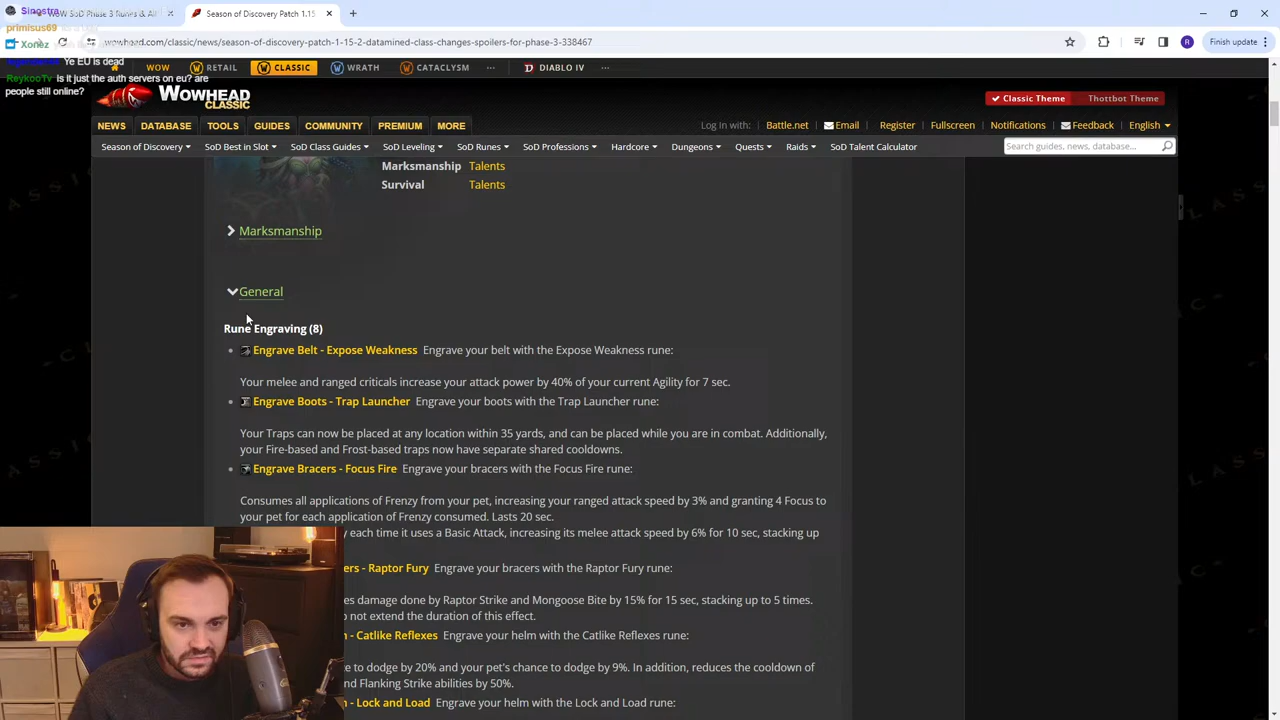 Sinostra
WoW SoD Phase 3 Runes & Al
Season of Discovery Patch 1.15
primisus69
Xonez
wowhead.com/classic/news/season-of-discovery-patch-1-15-2-datamined-class-changes-spoilers-for-phase-3-338467
R
Finish update
Ye EU is dead
ReykooTv Is it just the auth servers on eu? are
people still online?
WOW
RETAIL
CLASSIC
WRATH
CATACLYSM
DIABLO IV
WOWHEAD
CLASSIC
Classic Theme
Thottbot Theme
NEWS
DATABASE
TOOLS
GUIDES
COMMUNITY
PREMIUM
MORE
Log In with:
Battle.net
Email
Register
Fullscreen
Notifications
Feedback
English
Season of Discovery
SoD Best in Slot
SoD Class Guides
SoD Leveling
SoD Runes
SoD Professions
Hardcore
Dungeons
Quests
Raids
SoD Talent Calculator
Search guides, news, database...
Marksmanship Talents
Survival Talents
Marksmanship
General
Rune Engraving (8)
Engrave Belt - Expose Weakness Engrave your belt with the Expose Weakness rune:
Your melee and ranged criticals increase your attack power by 40% of your current Agility for 7 sec.
Engrave Boots - Trap Launcher Engrave your boots with the Trap Launcher rune:
Your Traps can now be placed at any location within 35 yards, and can be placed while you are in combat. Additionally,
your Fire-based and Frost-based traps now have separate shared cooldowns.
Engrave Bracers - Focus Fire Engrave your bracers with the Focus Fire rune:
Consumes all applications of Frenzy from your pet, increasing your ranged attack speed by 3% and granting 4 Focus to
your pet for each application of Frenzy consumed. Lasts 20 sec.
each time it uses a Basic Attack, increasing its melee attack speed by 6% for 10 sec, stacking up
- Raptor Fury Engrave your bracers with the Raptor Fury rune:
damage done by Raptor Strike and Mongoose Bite by 15% for 15 sec, stacking up to 5 times.
not extend the duration of this effect.
- Catlike Reflexes Engrave your helm with the Catlike Reflexes rune:
to dodge by 20% and your pet's chance to dodge by 9%. In addition, reduces the cooldown of
Flanking Strike abilities by 50%.
- Lock and Load Engrave your helm with the Lock and Load rune: